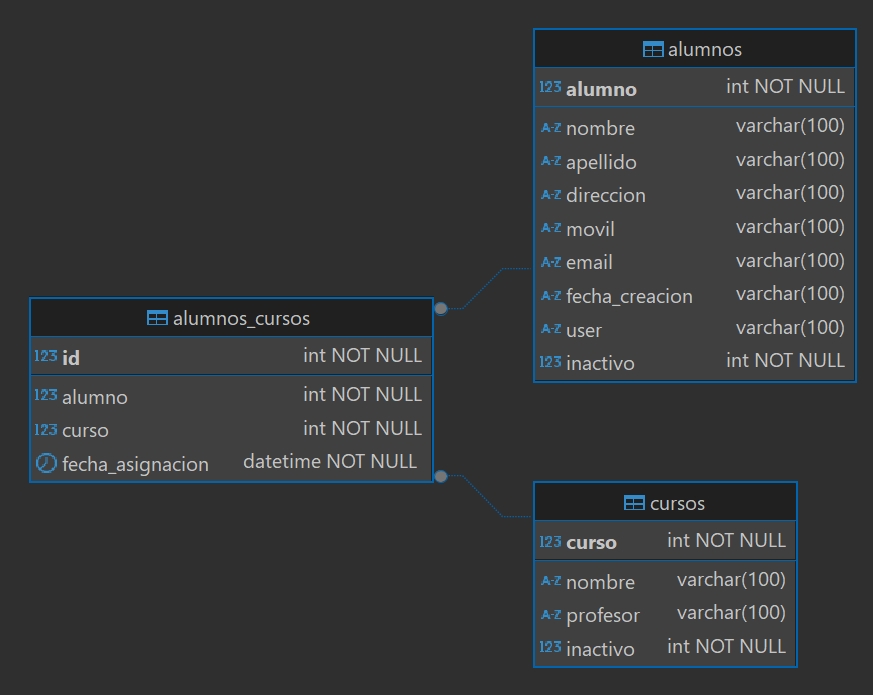 alumnos
123 alumno int NOT NULL
A-Z nombre varchar(100)
A-Z apellido varchar(100)
A-Z direccion varchar(100)
A-Z movil varchar(100)
A-Z email varchar(100)
A-Z fecha_creacion varchar(100)
A-Z user varchar(100)
123 inactivo int NOT NULL
alumnos_cursos
123 id int NOT NULL
123 alumno int NOT NULL
123 curso int NOT NULL
fecha_asignacion datetime NOT NULL
cursos
123 curso int NOT NULL
A-Z nombre varchar(100)
A-Z profesor varchar(100)
123 inactivo int NOT NULL